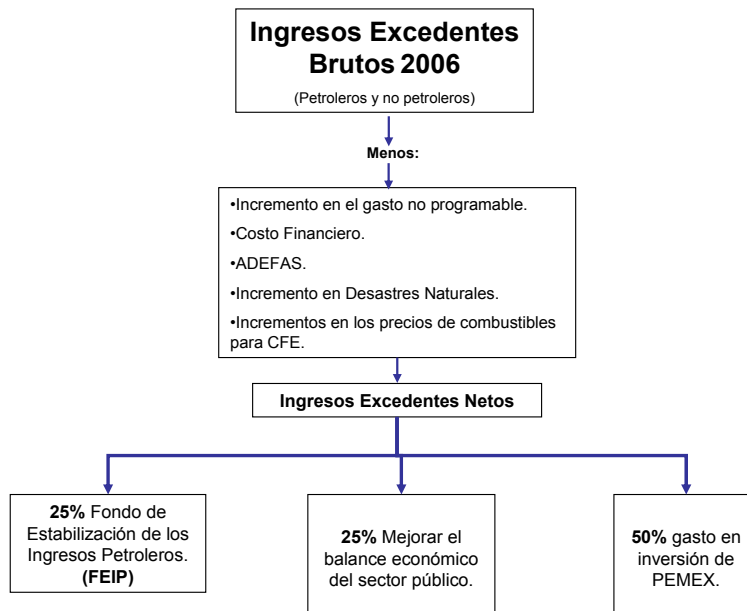 Ingresos Excedentes
Brutos 2006
(Petroleros y no petroleros)
Menos:
•Incremento en el gasto no programable.
•Costo Financiero.
•ADEFAS.
•Incremento en Desastres Naturales.
•Incrementos en los precios de combustibles
para CFE.
Ingresos Excedentes Netos
25% Fondo de
Estabilización de los
Ingresos Petroleros.
(FEIP)
25% Mejorar el
balance económico
del sector público.
50% gasto en
inversión de
PEMEX.